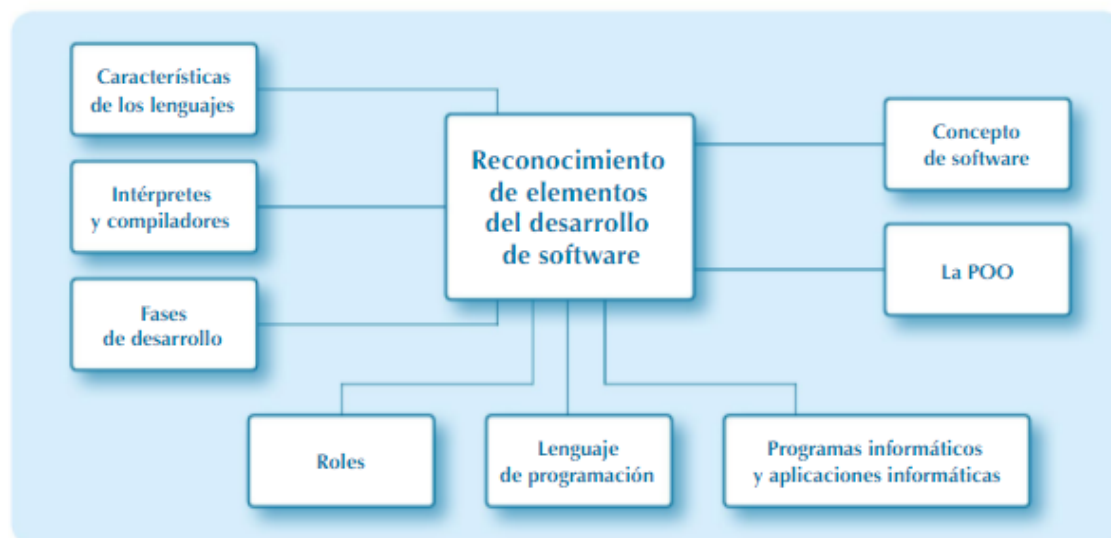 Características
de los lenguajes
Intérpretes
y compiladores
Fases
de desarrollo
Reconocimiento
de elementos
del desarrollo
de software
Concepto
de software
La POO
Roles
Lenguaje
de programación
Programas informáticos
y aplicaciones informáticas